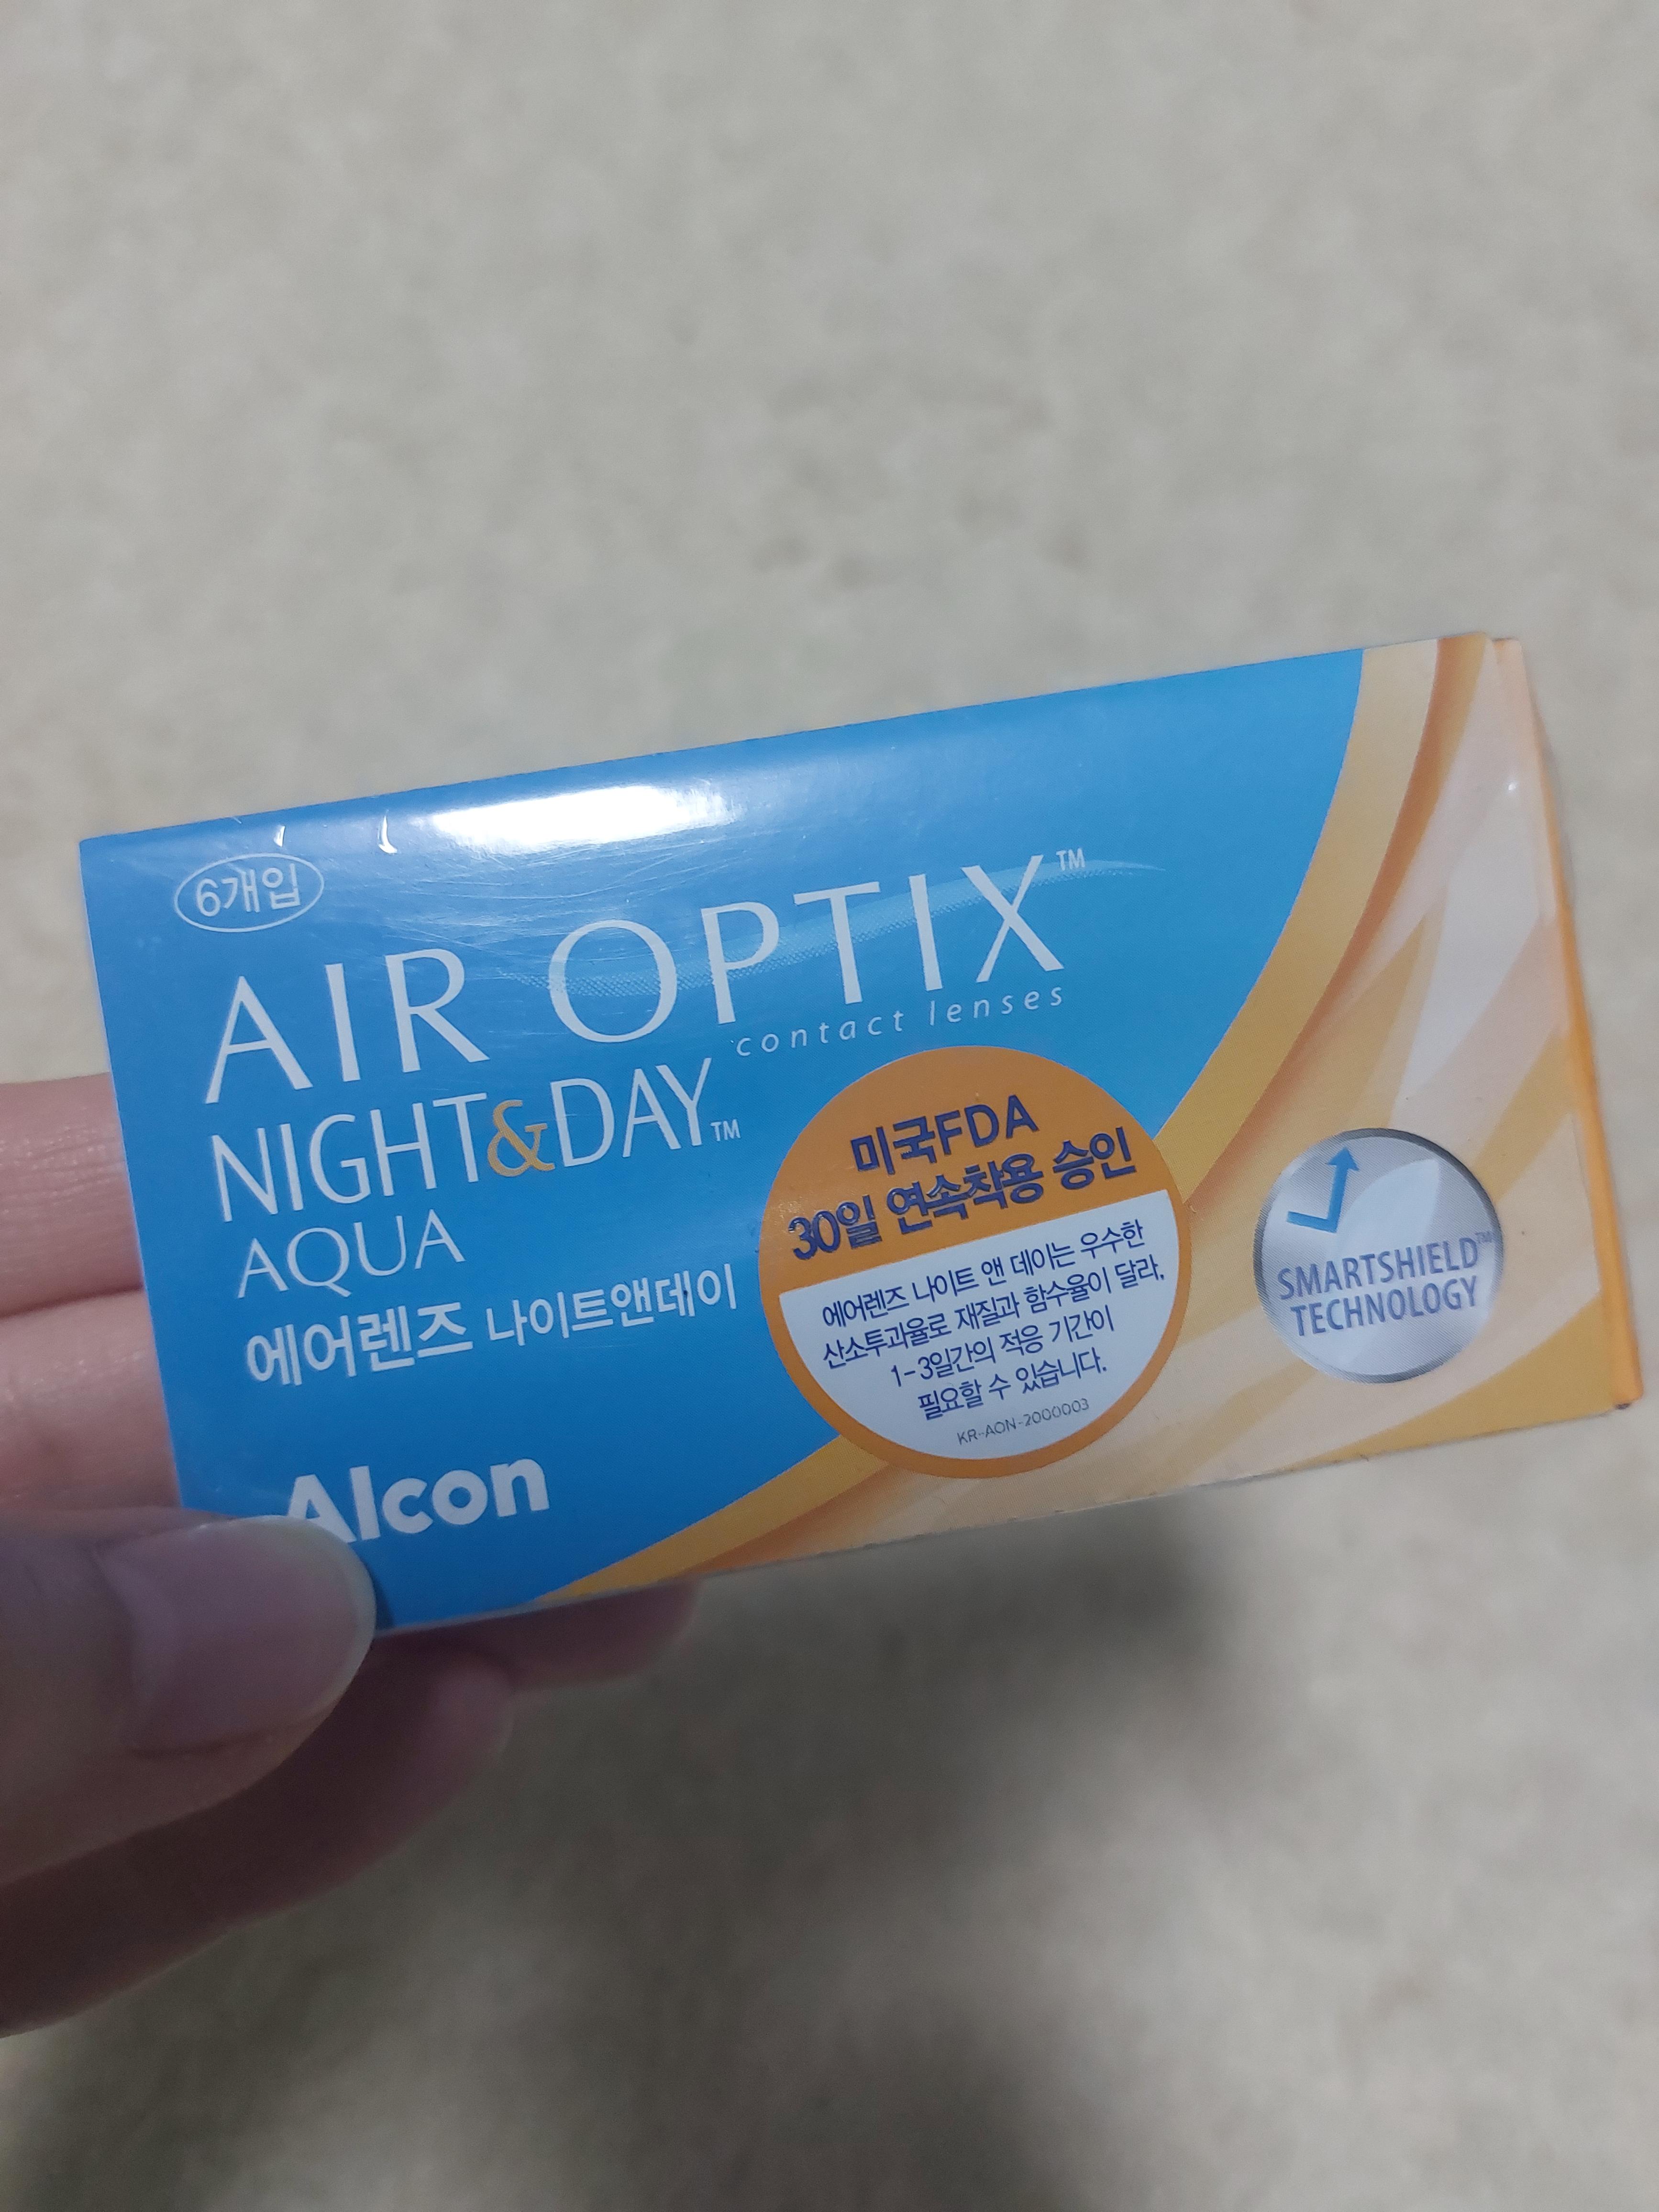 6개입
AIR OPTIX™
contact lenses
NIGHT&DAY™
AQUA
에어렌즈 나이트앤데이
Alcon
미국FDA
30일 연속착용 승인
에어렌즈 나이트 앤 데이는 우수한
산소투과율로 재질과 함수율이 달라,
1-3일간의 적응 기간이
필요할 수 있습니다.
KR-AON-2000003
SMARTSHIELD™
TECHNOLOGY